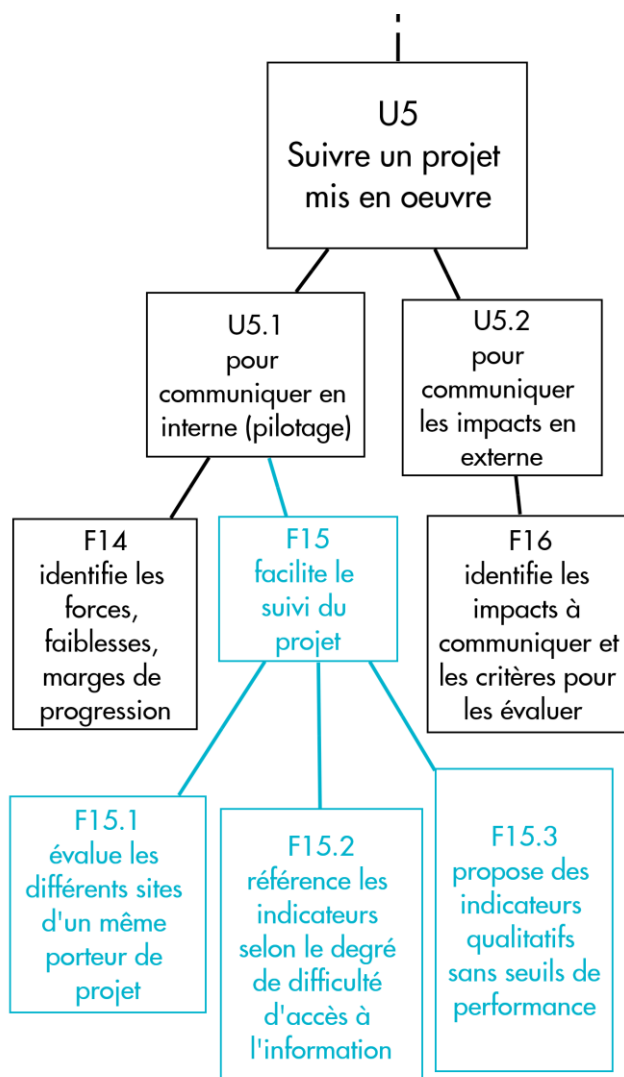 U5
Suivre un projet
mis en oeuvre
U5.1
pour
communiquer en
interne (pilotage)
U5.2
pour
communiquer
les impacts en
externe
F14
identifie les
forces,
faiblesses,
marges de
progression
F15
facilite le
suivi du
projet
F16
identifie les
impacts à
communiquer et
les critères pour
les évaluer
F15.1
évalue les
différents sites
d'un même
porteur de
projet
F15.2
référence les
indicateurs
selon le degré
de difficulté
d'accès à
l'information
F15.3
propose des
indicateurs
qualitatifs
sans seuils de
performance